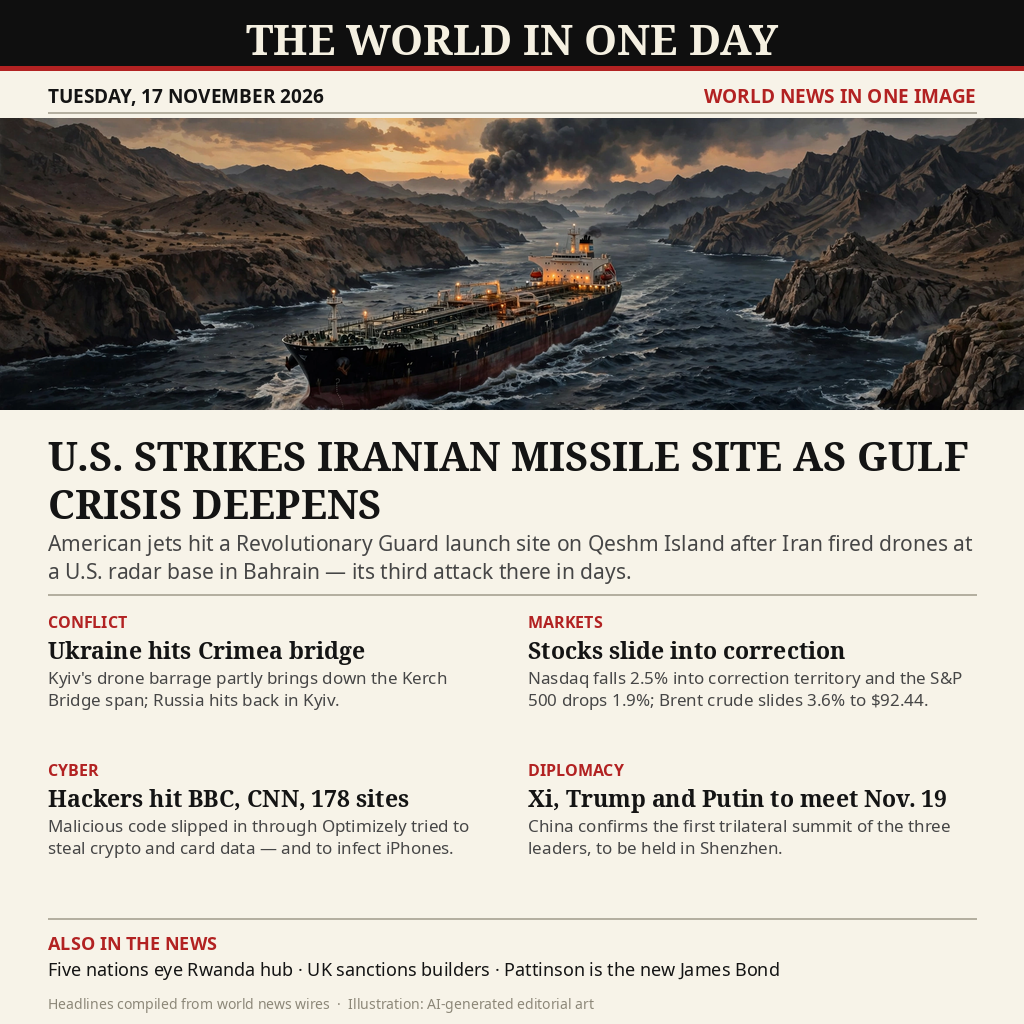 THE WORLD IN ONE DAY
TUESDAY, 17 NOVEMBER 2026
WORLD NEWS IN ONE IMAGE
U.S. STRIKES IRANIAN MISSILE SITE AS GULF
CRISIS DEEPENS
American jets hit a Revolutionary Guard launch site on Qeshm Island after Iran fired drones at
a U.S. radar base in Bahrain — its third attack there in days.
CONFLICT
Ukraine hits Crimea bridge
Kyiv's drone barrage partly brings down the Kerch
Bridge span; Russia hits back in Kyiv.
MARKETS
Stocks slide into correction
Nasdaq falls 2.5% into correction territory and the S&P
500 drops 1.9%; Brent crude slides 3.6% to $92.44.
CYBER
Hackers hit BBC, CNN, 178 sites
Malicious code slipped in through Optimizely tried to
steal crypto and card data — and to infect iPhones.
DIPLOMACY
Xi, Trump and Putin to meet Nov. 19
China confirms the first trilateral summit of the three
leaders, to be held in Shenzhen.
ALSO IN THE NEWS
Five nations eye Rwanda hub · UK sanctions builders · Pattinson is the new James Bond
Headlines compiled from world news wires · Illustration: AI-generated editorial art